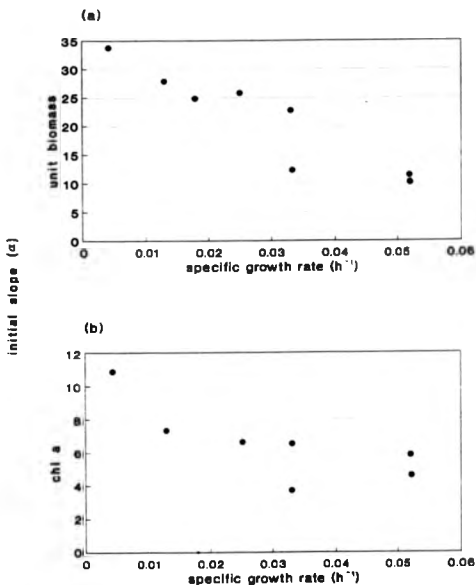 (a)
35
30
25
20
15
10
5
0
unit biomass
0 0.01 0.02 0.03 0.04 0.05 0.06
specific growth rate (h⁻¹)
initial slope (α)
(b)
12
10
8
6
4
2
0
chl a
0 0.01 0.02 0.03 0.04 0.05 0.06
specific growth rate (h⁻¹)